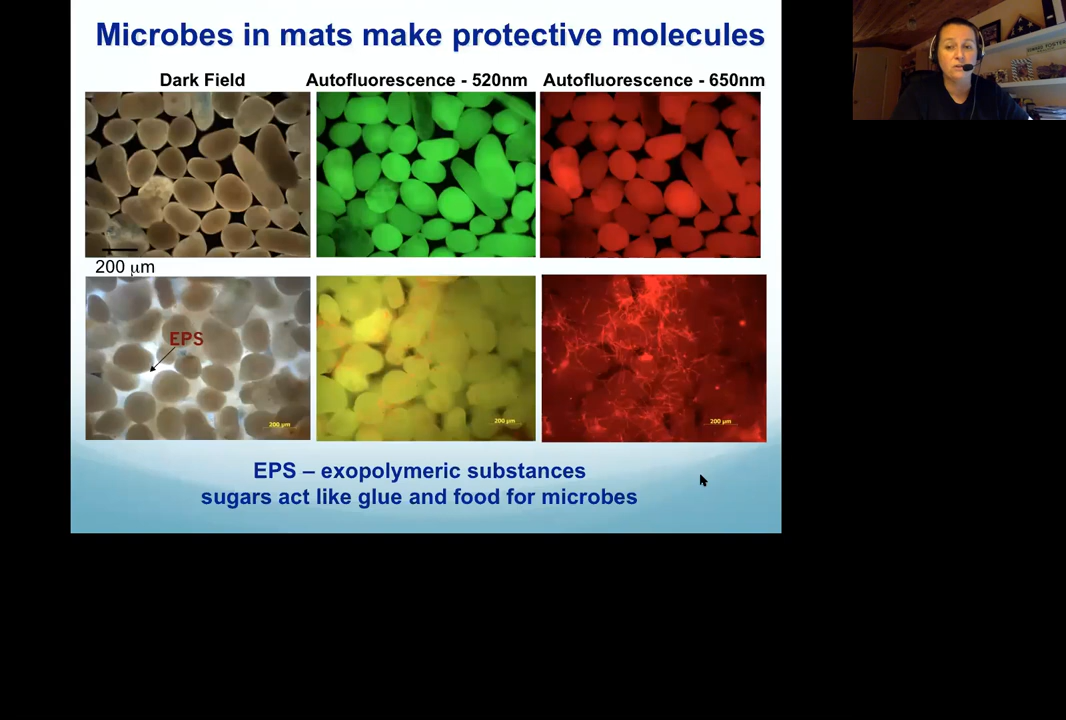 Microbes in mats make protective molecules
Dark Field
Autofluorescence - 520nm
Autofluorescence - 650nm
200 µm
EPS
200 µm
200 µm
200 µm
EPS – exopolymeric substances
sugars act like glue and food for microbes